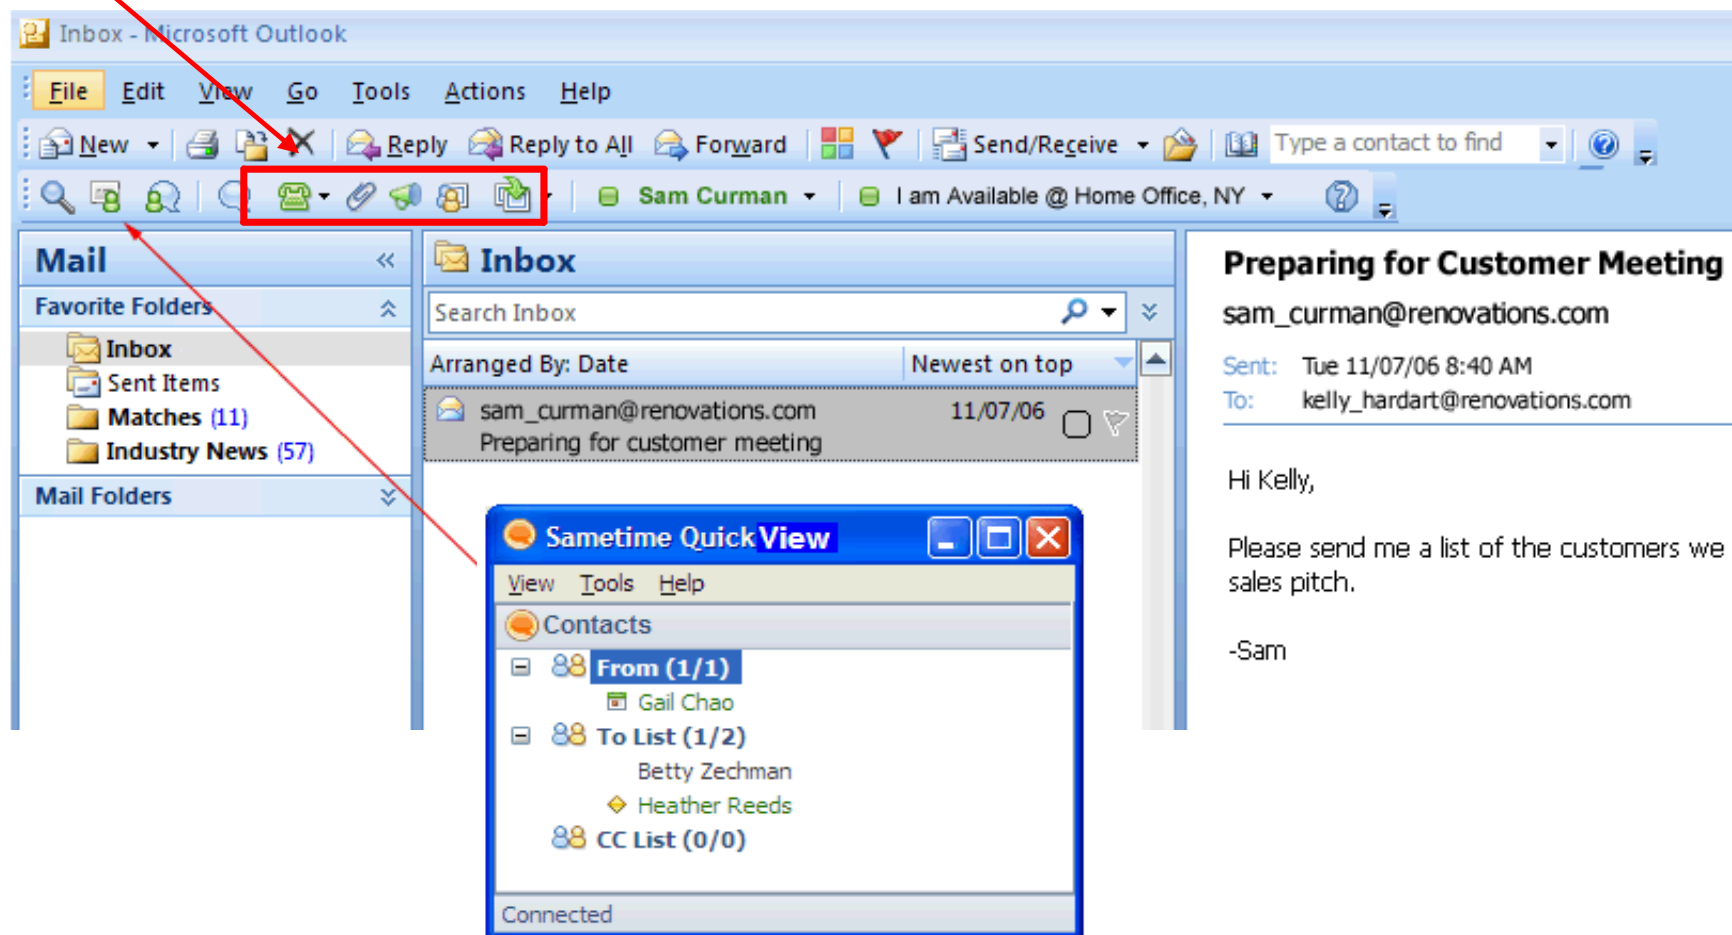 Inbox - Microsoft Outlook
File Edit View Go Tools Actions Help
New Reply Reply to All Forward Send/Receive Type a contact to find
Sam Curman I am Available @ Home Office, NY
Mail
Favorite Folders
Inbox
Sent Items
Matches (11)
Industry News (57)
Mail Folders
Inbox
Search Inbox
Arranged By: Date Newest on top
sam_curman@renovations.com 11/07/06
Preparing for customer meeting
Sametime Quick View
View Tools Help
Contacts
From (1/1)
Gail Chao
To List (1/2)
Betty Zechman
Heather Reeds
CC List (0/0)
Connected
Preparing for Customer Meeting
sam_curman@renovations.com
Sent: Tue 11/07/06 8:40 AM
To: kelly_hardart@renovations.com
Hi Kelly,
Please send me a list of the customers we
sales pitch.
-Sam